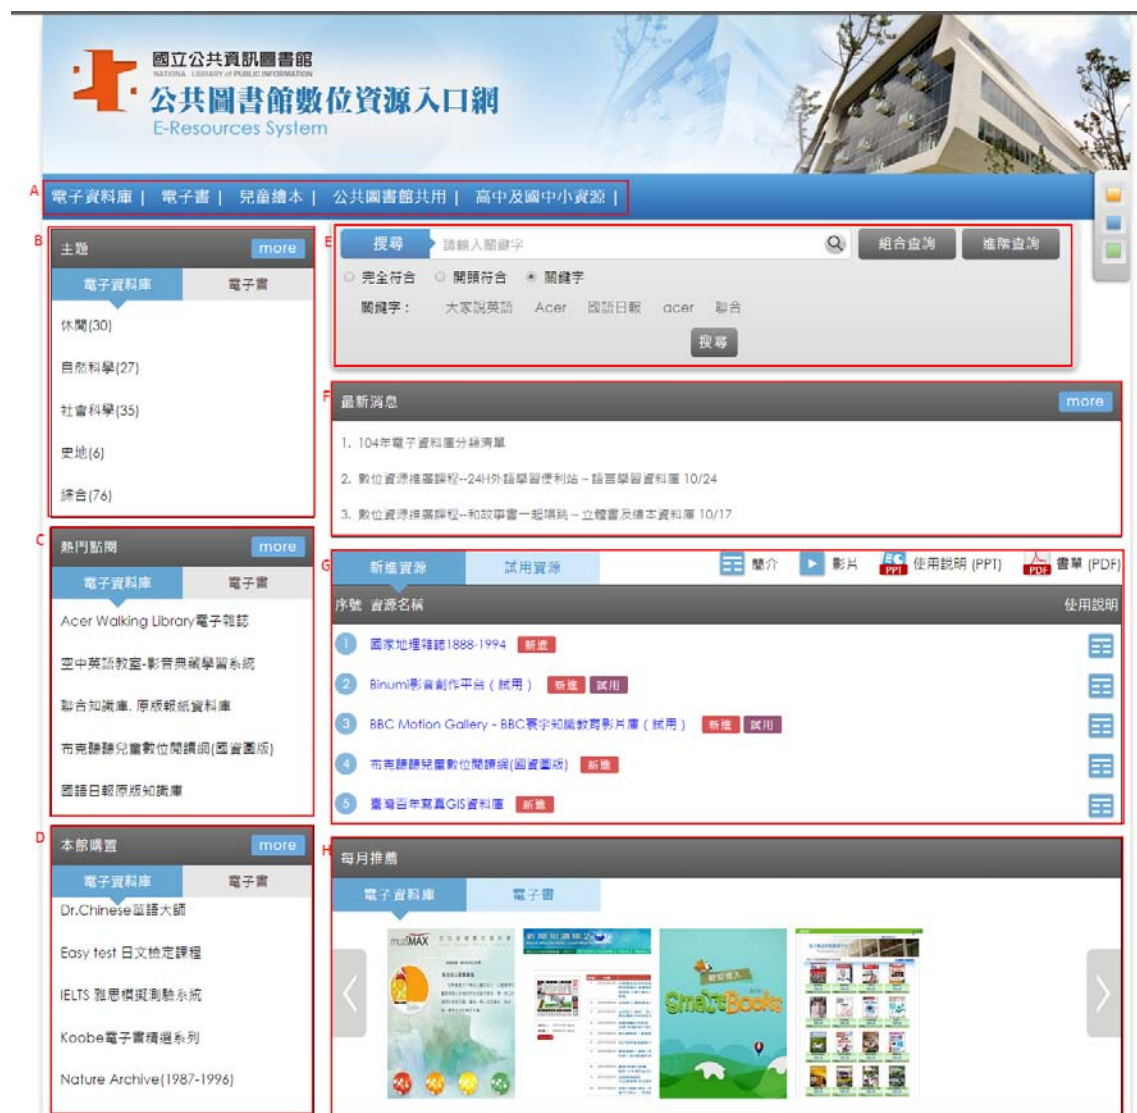 國立公共資訊圖書館
NATIONAL LIBRARY of PUBLIC INFORMATION
公共圖書館數位資源入口網
E-Resources System
A
電子資料庫 | 電子書 | 兒童繪本 | 公共圖書館共用 | 高中及國中小資源 |
B
主題 more
電子資料庫 電子書
休閒(30)
自然科學(27)
社會科學(35)
史地(6)
綜合(76)
C
熱門點閱 more
電子資料庫 電子書
Acer Walking Library電子雜誌
空中英語教室-影音典藏學習系統
聯合知識庫. 原版報紙資料庫
布克聽聽兒童數位閱讀網(國資圖版)
國語日報原版知識庫
D
本館購置 more
電子資料庫 電子書
Dr.Chinese華語大師
Easy test 日文檢定課程
IELTS 雅思模擬測驗系統
Koobe電子書精選系列
Nature Archive(1987-1996)
E
搜尋 請輸入關鍵字 組合查詢 進階查詢
完全符合 開頭符合 關鍵字
關鍵字： 大家說英語 Acer 國語日報 acer 聯合
搜尋
F
最新消息 more
1. 104年電子資料庫分類清單
2. 數位資源推廣課程--24H外語學習便利站～語言學習資料庫 10/24
3. 數位資源推廣課程--和故事書一起唱跳～立體書及繪本資料庫 10/17
G
新進資源 試用資源 簡介 影片 PPT 使用說明 (PPT) PDF 書單 (PDF)
序號 資源名稱 使用說明
1 國家地理雜誌1888-1994 新進
2 Binumi影音創作平台（試用） 新進 試用
3 BBC Motion Gallery - BBC寰宇知識教育影片庫（試用） 新進 試用
4 布克聽聽兒童數位閱讀網(國資圖版) 新進
5 臺灣百年寫真GIS資料庫 新進
H
每月推薦
電子資料庫 電子書
muziMAX
新聞知識庫
歡迎進入
SmarteBooks